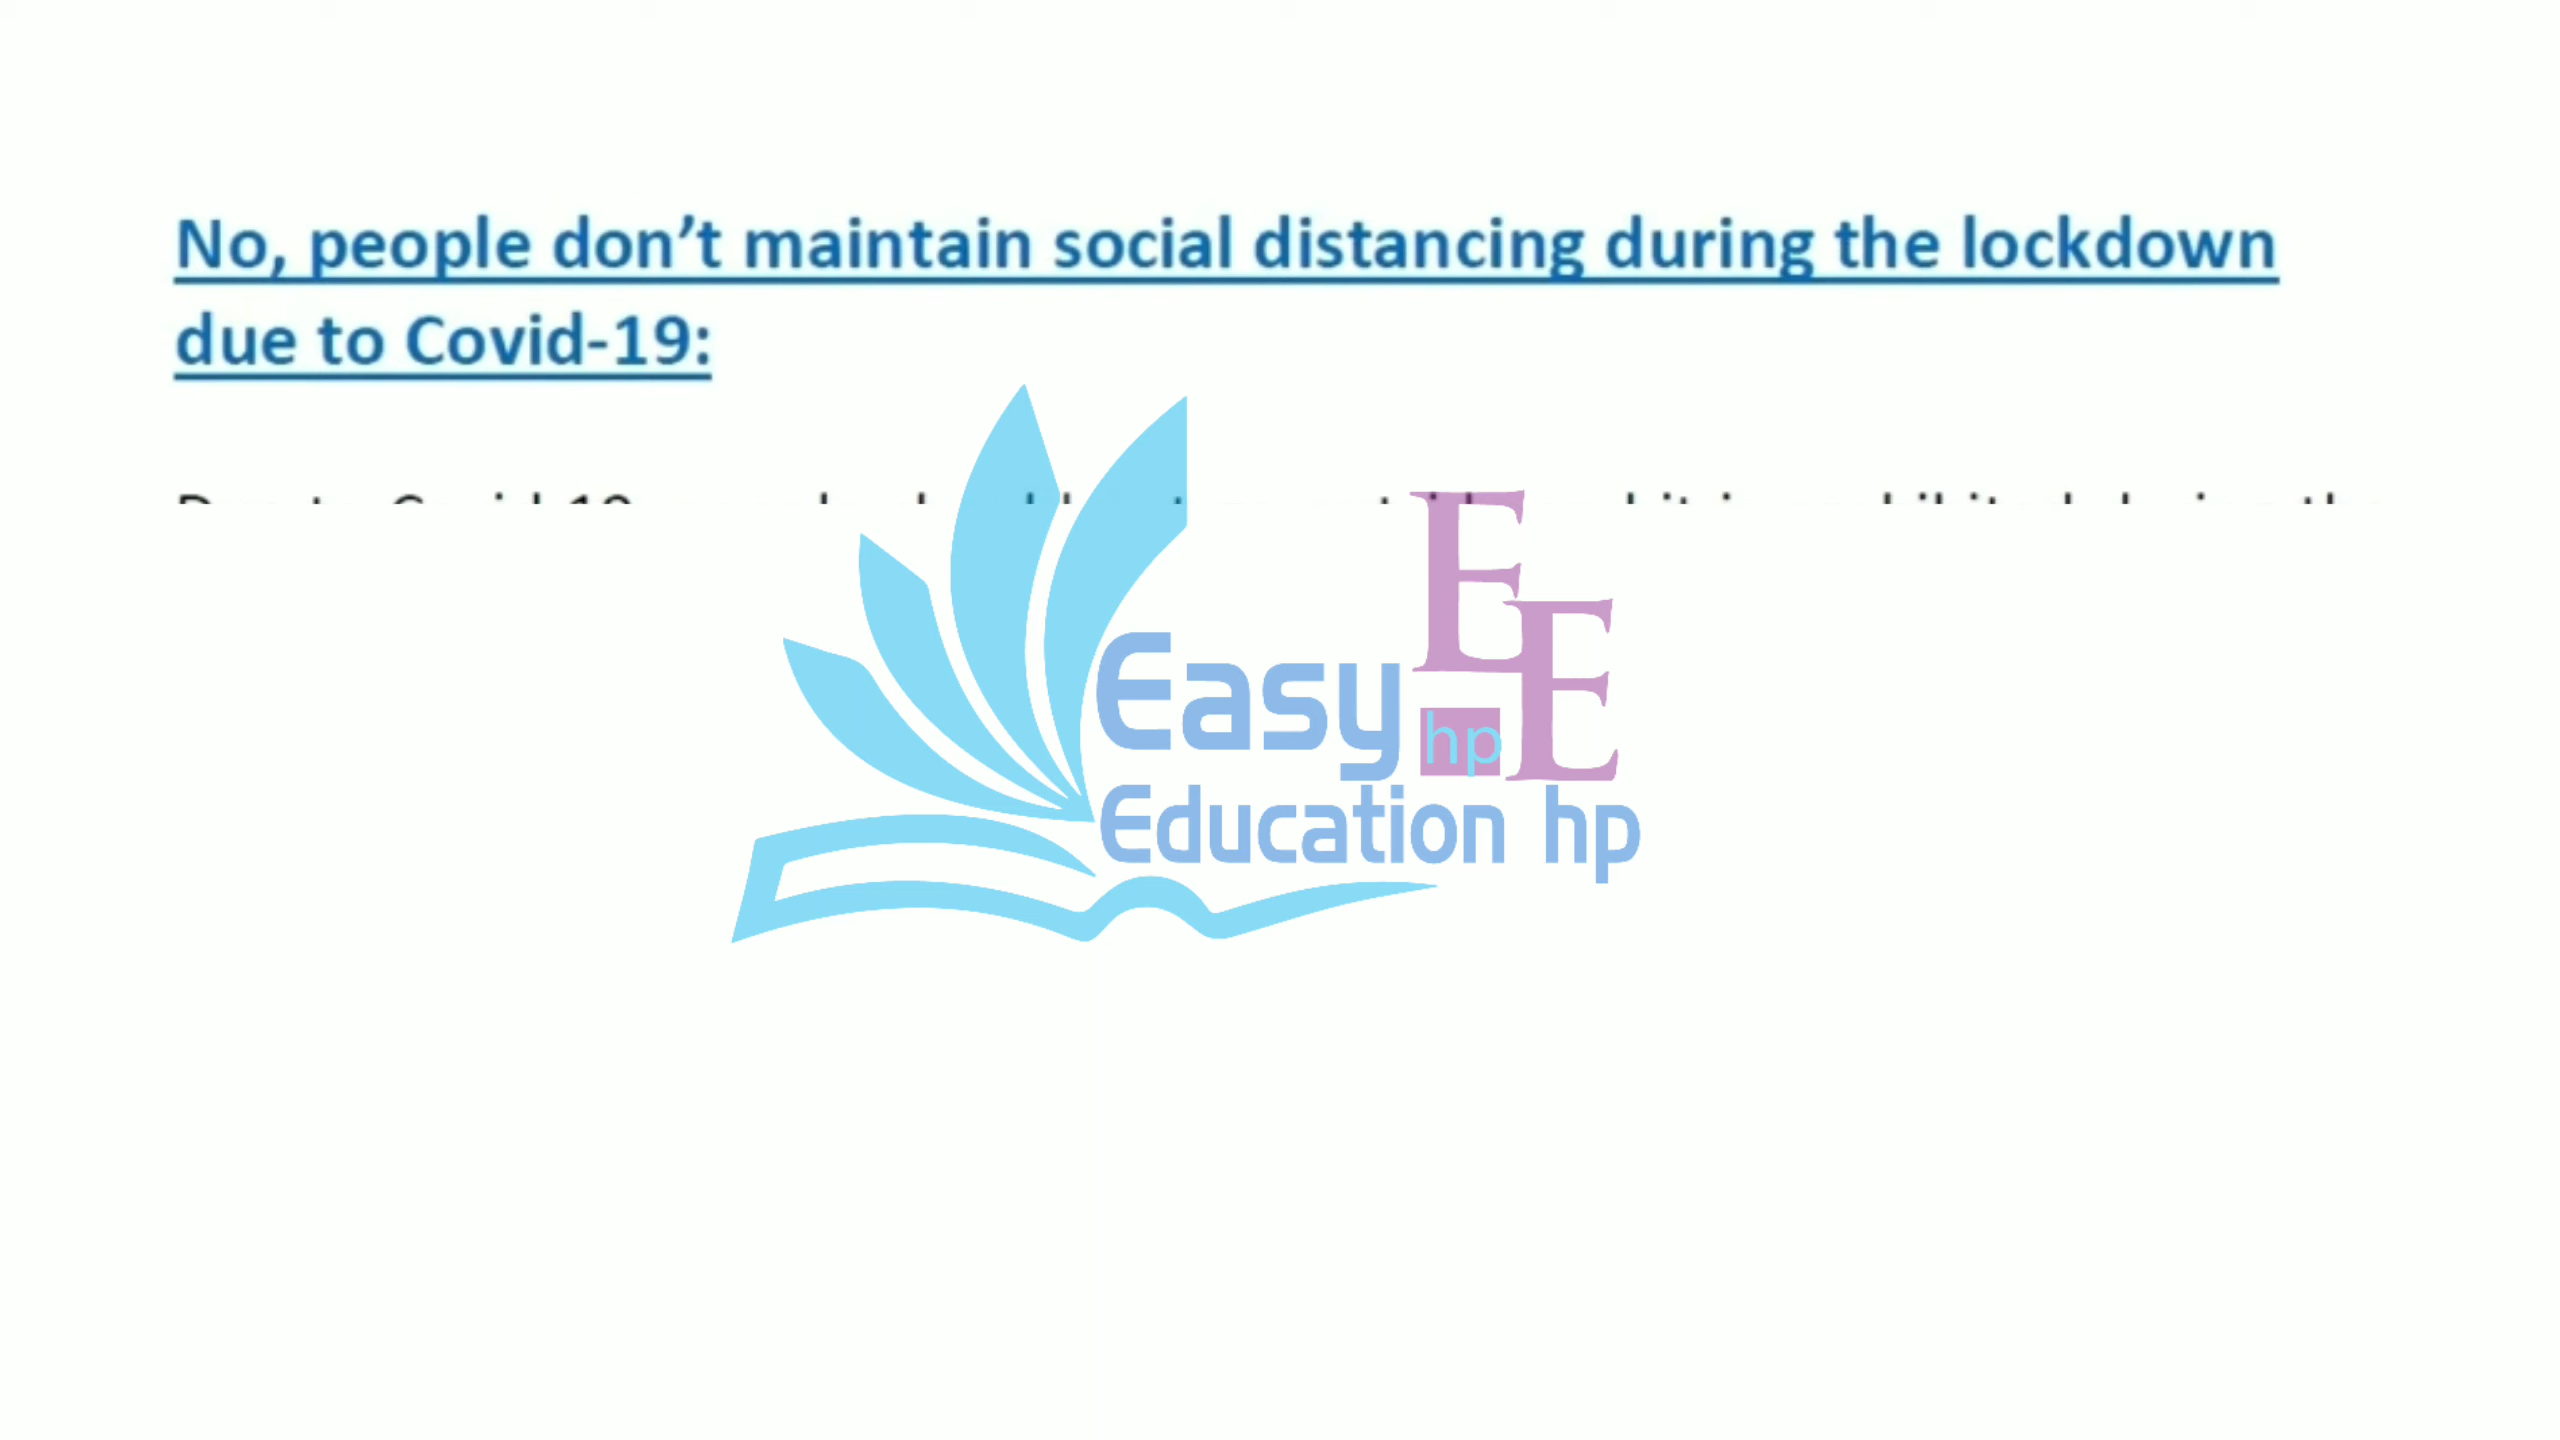 No, people don’t maintain social distancing during the lockdown
due to Covid-19:
E
E
Easy
hp
Education hp